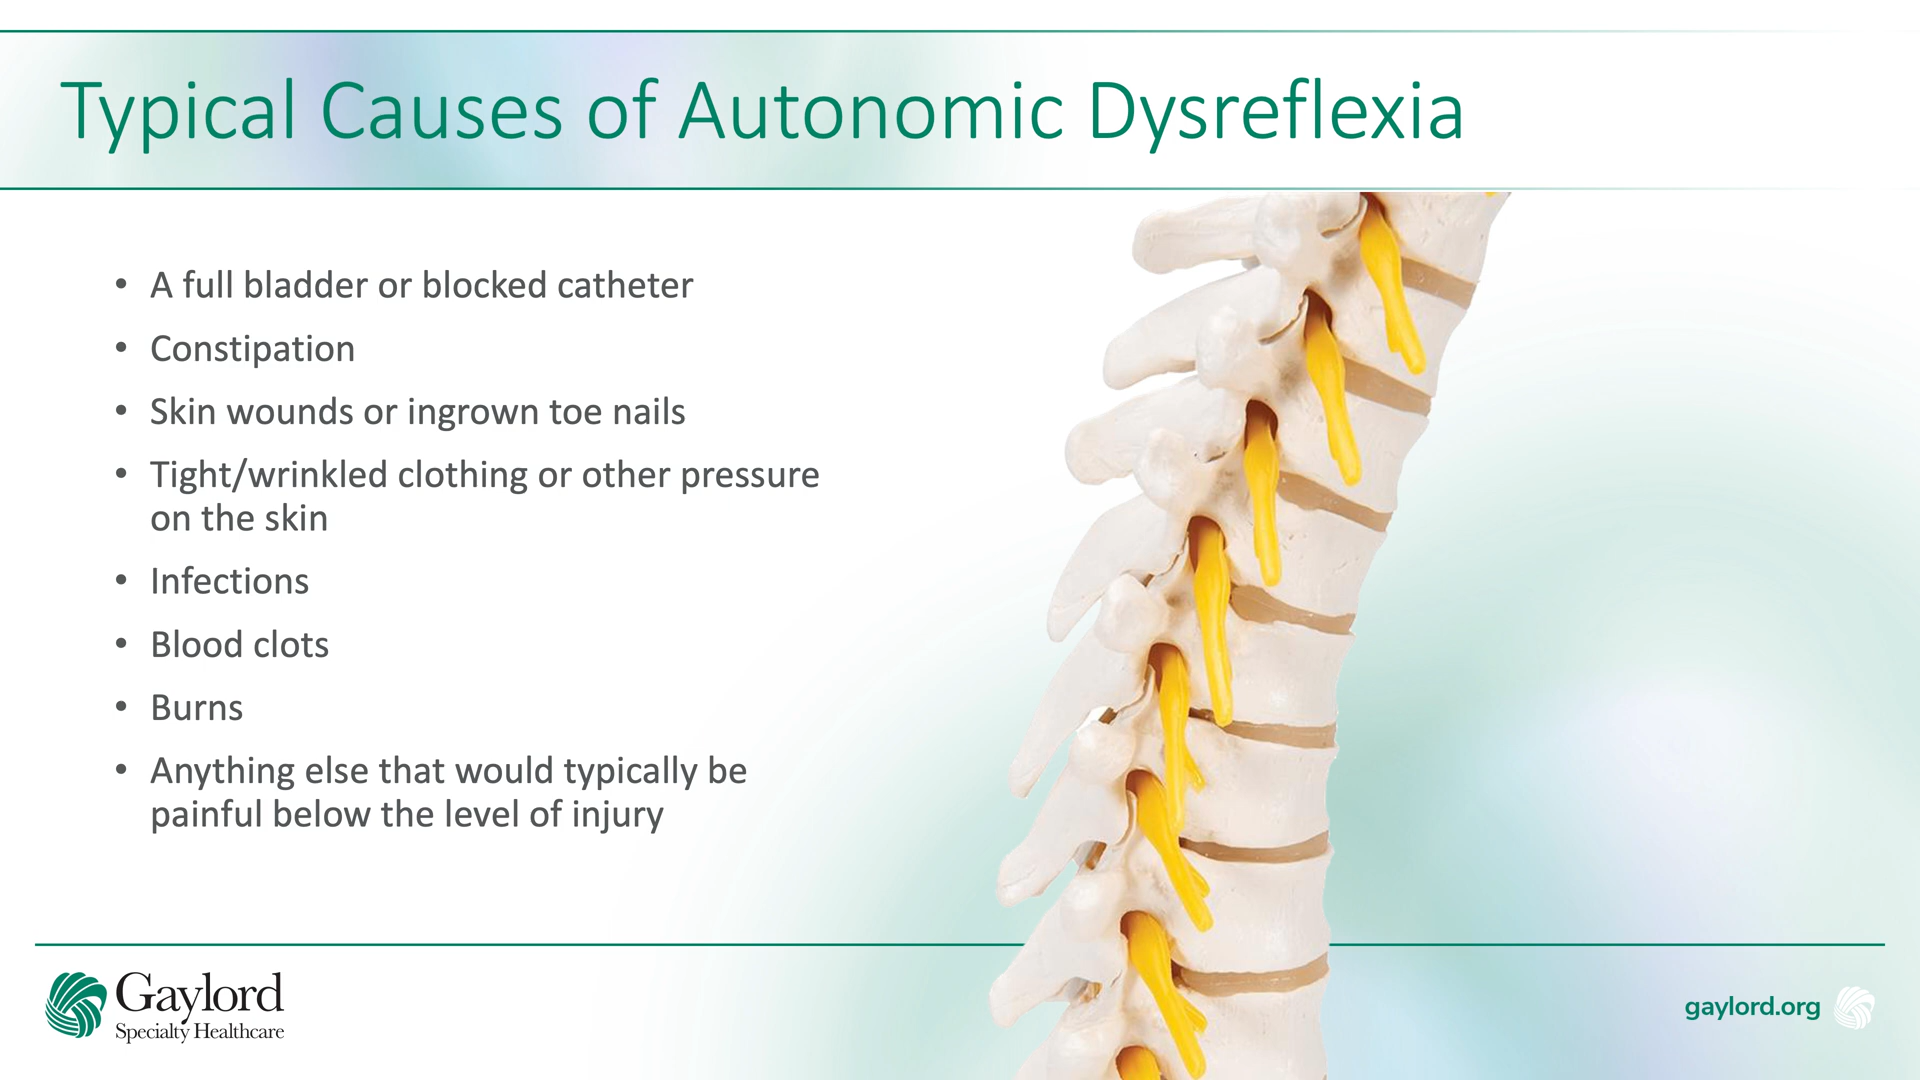 Typical Causes of Autonomic Dysreflexia
• A full bladder or blocked catheter
• Constipation
• Skin wounds or ingrown toe nails
• Tight/wrinkled clothing or other pressure
on the skin
• Infections
• Blood clots
• Burns
• Anything else that would typically be
painful below the level of injury
Gaylord
Specialty Healthcare
gaylord.org